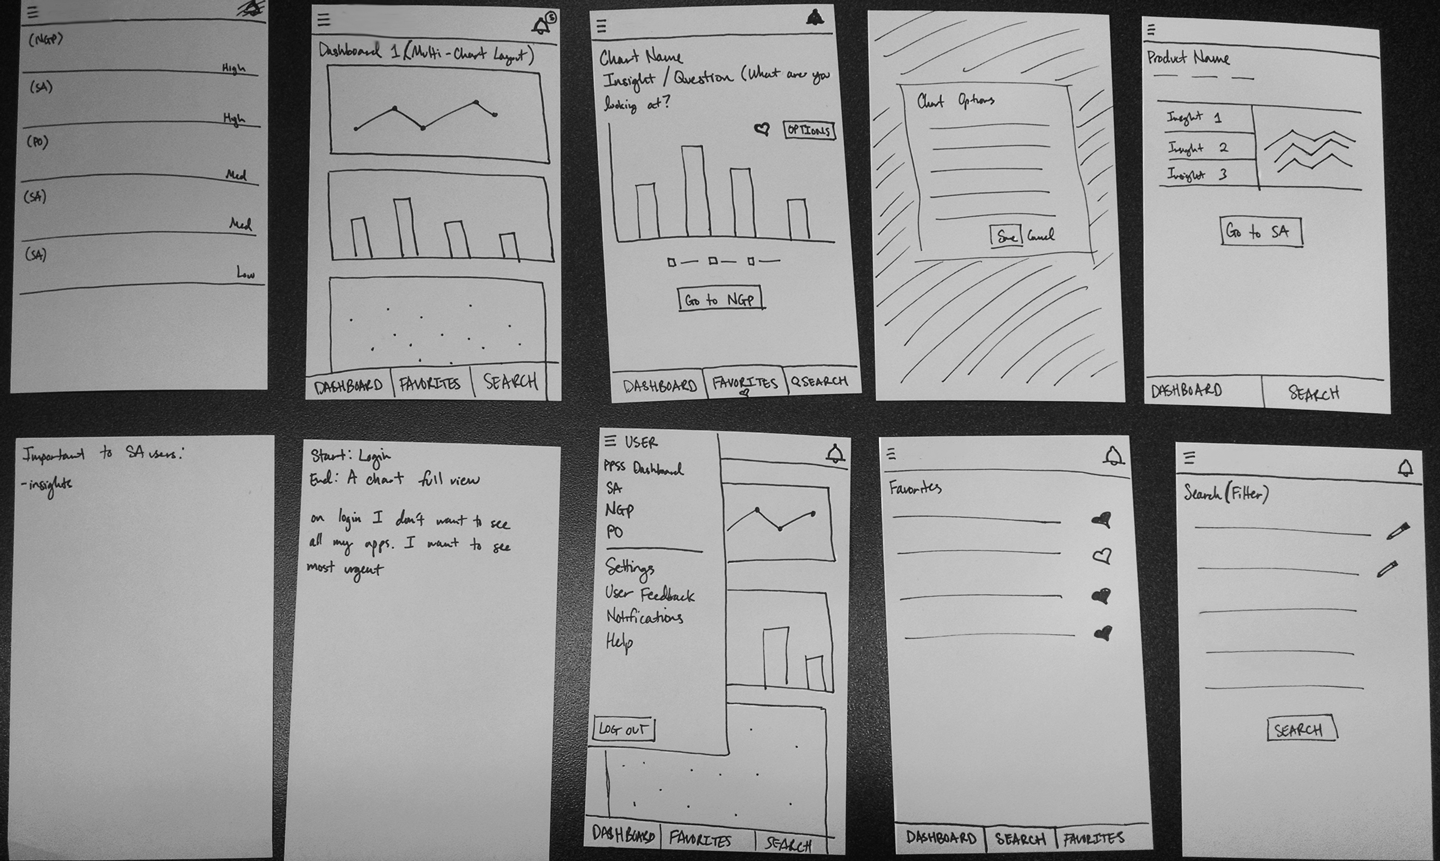 (NGP)
High
(SA)
High
(PO)
Med
(SA)
Med
(SA)
Low
Dashboard 1 (Multi-Chart Layout)
DASHBOARD FAVORITES SEARCH
Chart Name
Insight / Question (What are you
looking at?
OPTIONS
Go to NGP
DASHBOARD FAVORITES QSEARCH
Chart Options
Save Cancel
Product Name
Insight 1
Insight 2
Insight 3
Go to SA
DASHBOARD SEARCH
Important to SA users:
-insights
Start: Login
End: A chart full view
on login I don't want to see
all my apps. I want to see
most urgent
USER
PPSS Dashboard
SA
NGP
PO
Settings
User Feedback
Notifications
Help
LOG OUT
DASHBOARD FAVORITES SEARCH
Favorites
DASHBOARD SEARCH FAVORITES
Search (Filter)
SEARCH